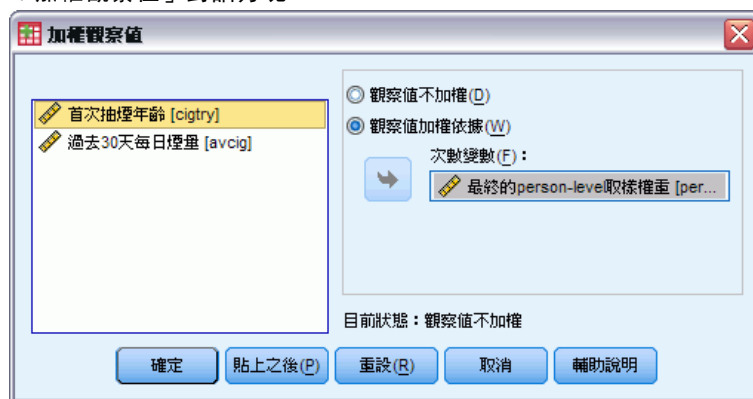 加權觀察值
首次抽煙年齡 [cigtry]
過去30天每日煙量 [avcig]
觀察值不加權(D)
觀察值加權依據(W)
次數變數(F)：
最終的person-level取樣權重 [per...
目前狀態：觀察值不加權
確定
貼上之後(P)
重設(R)
取消
輔助說明